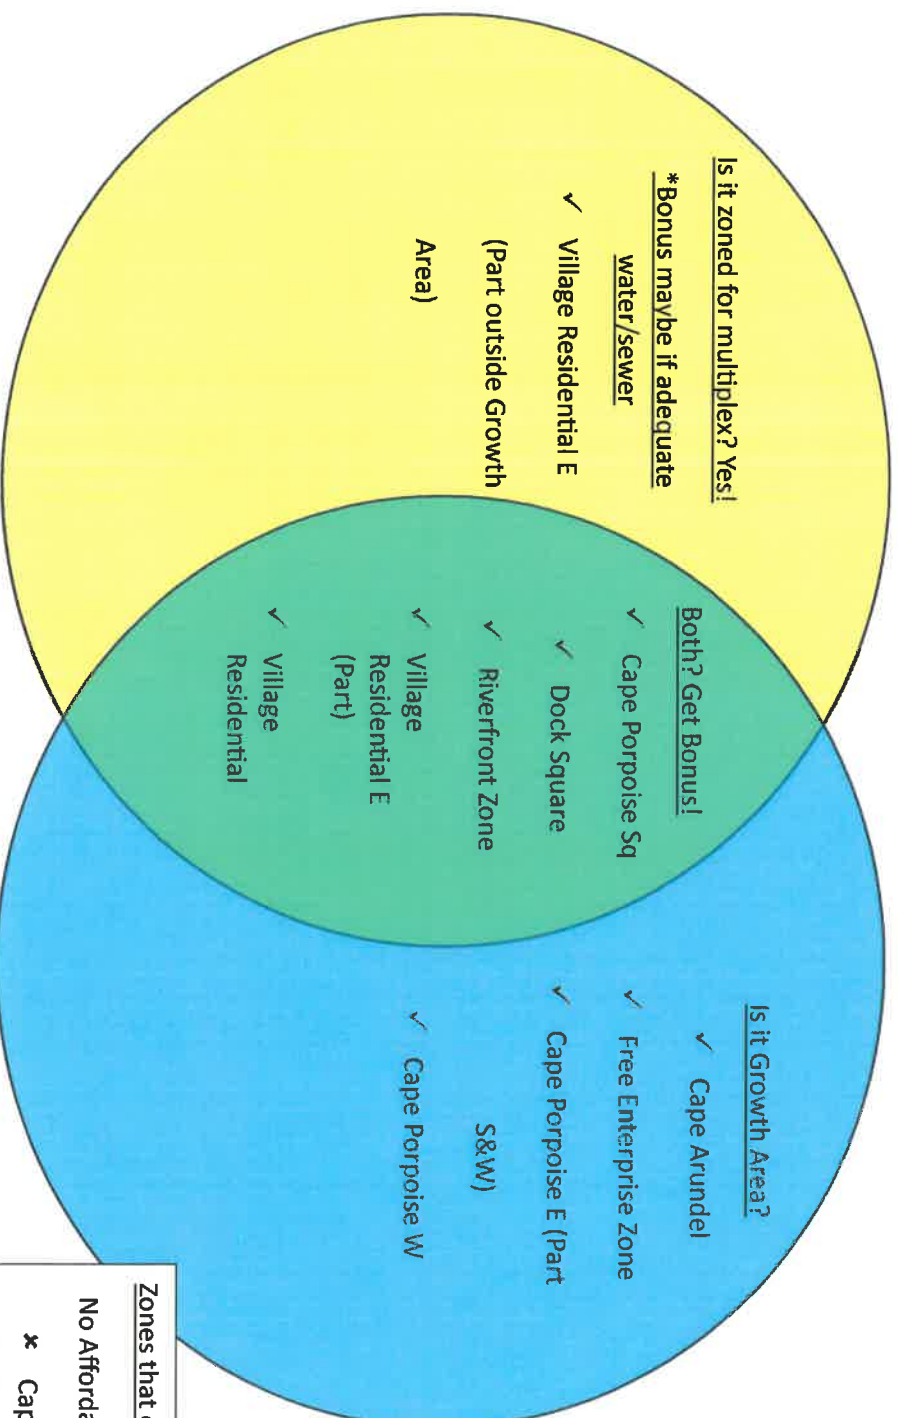 Is it zoned for multiplex? Yes!
*Bonus maybe if adequate
water/sewer
✓ Village Residential E
(Part outside Growth
Area)
Both? Get Bonus!
✓ Cape Porpoise Sq
✓ Dock Square
✓ Riverfront Zone
✓ Village
Residential E
(Part)
✓ Village
Residential
Is it Growth Area?
✓ Cape Arundel
✓ Free Enterprise Zone
✓ Cape Porpoise E (Part
S&W)
✓ Cape Porpoise W
Zones that
No
×